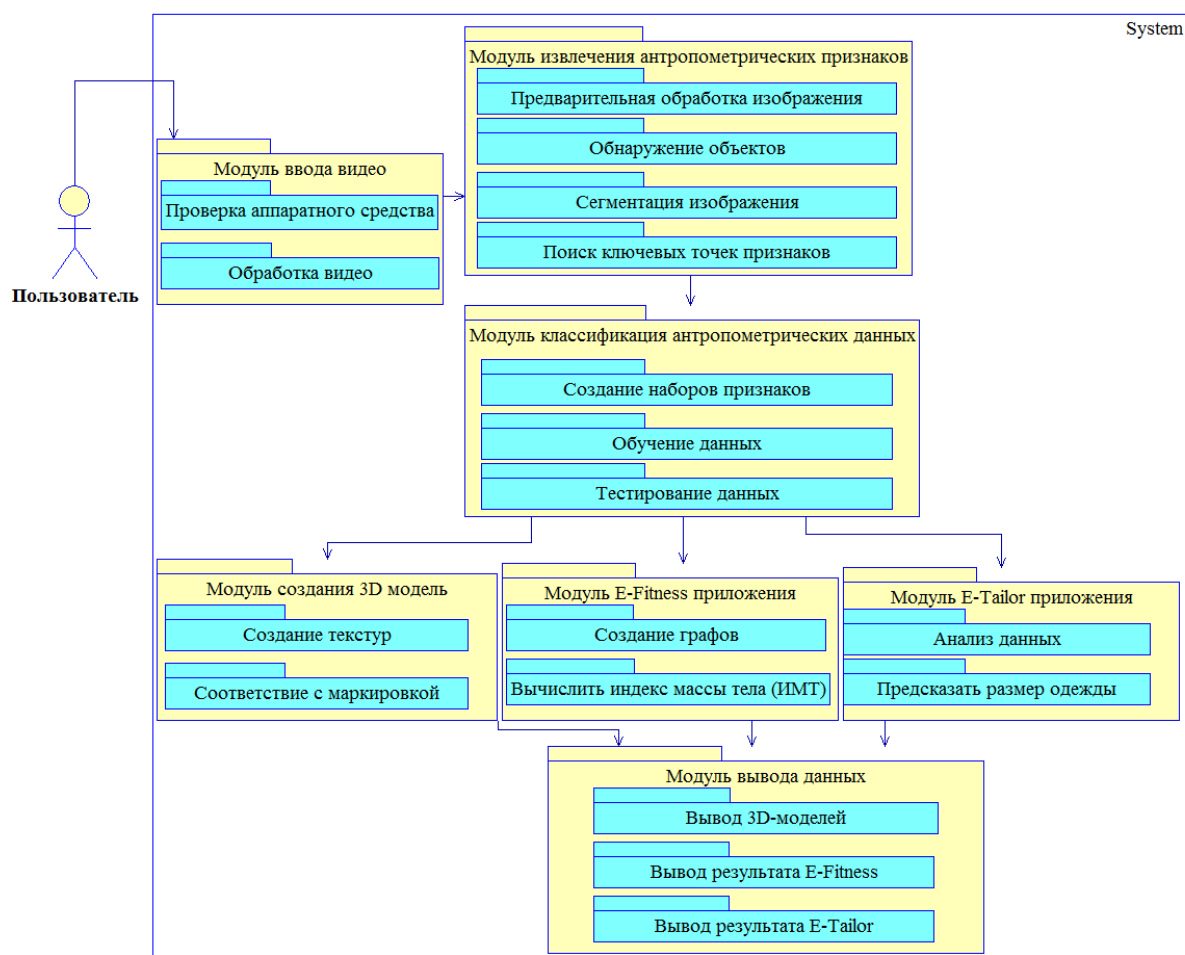 System
Модуль извлечения антропометрических признаков
Предварительная обработка изображения
Обнаружение объектов
Сегментация изображения
Поиск ключевых точек признаков
Модуль ввода видео
Проверка аппаратного средства
Обработка видео
Пользователь
Модуль классификация антропометрических данных
Создание наборов признаков
Обучение данных
Тестирование данных
Модуль создания 3D модель
Создание текстур
Соответствие с маркировкой
Модуль E-Fitness приложения
Создание графов
Вычислить индекс массы тела (ИМТ)
Модуль E-Tailor приложения
Анализ данных
Предсказать размер одежды
Модуль вывода данных
Вывод 3D-моделей
Вывод результата E-Fitness
Вывод результата E-Tailor